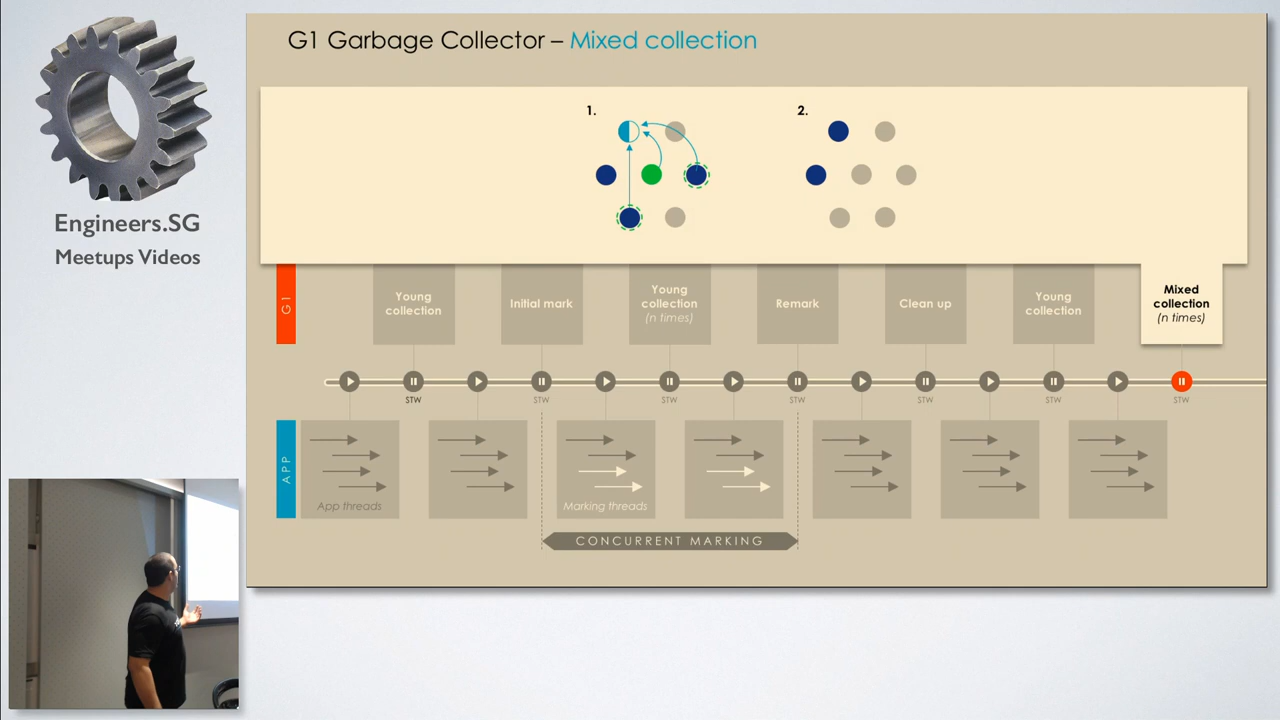 Engineers.SG
Meetups Videos
G1 Garbage Collector – Mixed collection
1.
2.
G1
Young
collection
Initial mark
Young
collection
(n times)
Remark
Clean up
Young
collection
Mixed
collection
(n times)
STW
STW
STW
STW
STW
STW
STW
APP
App threads
Marking threads
CONCURRENT MARKING